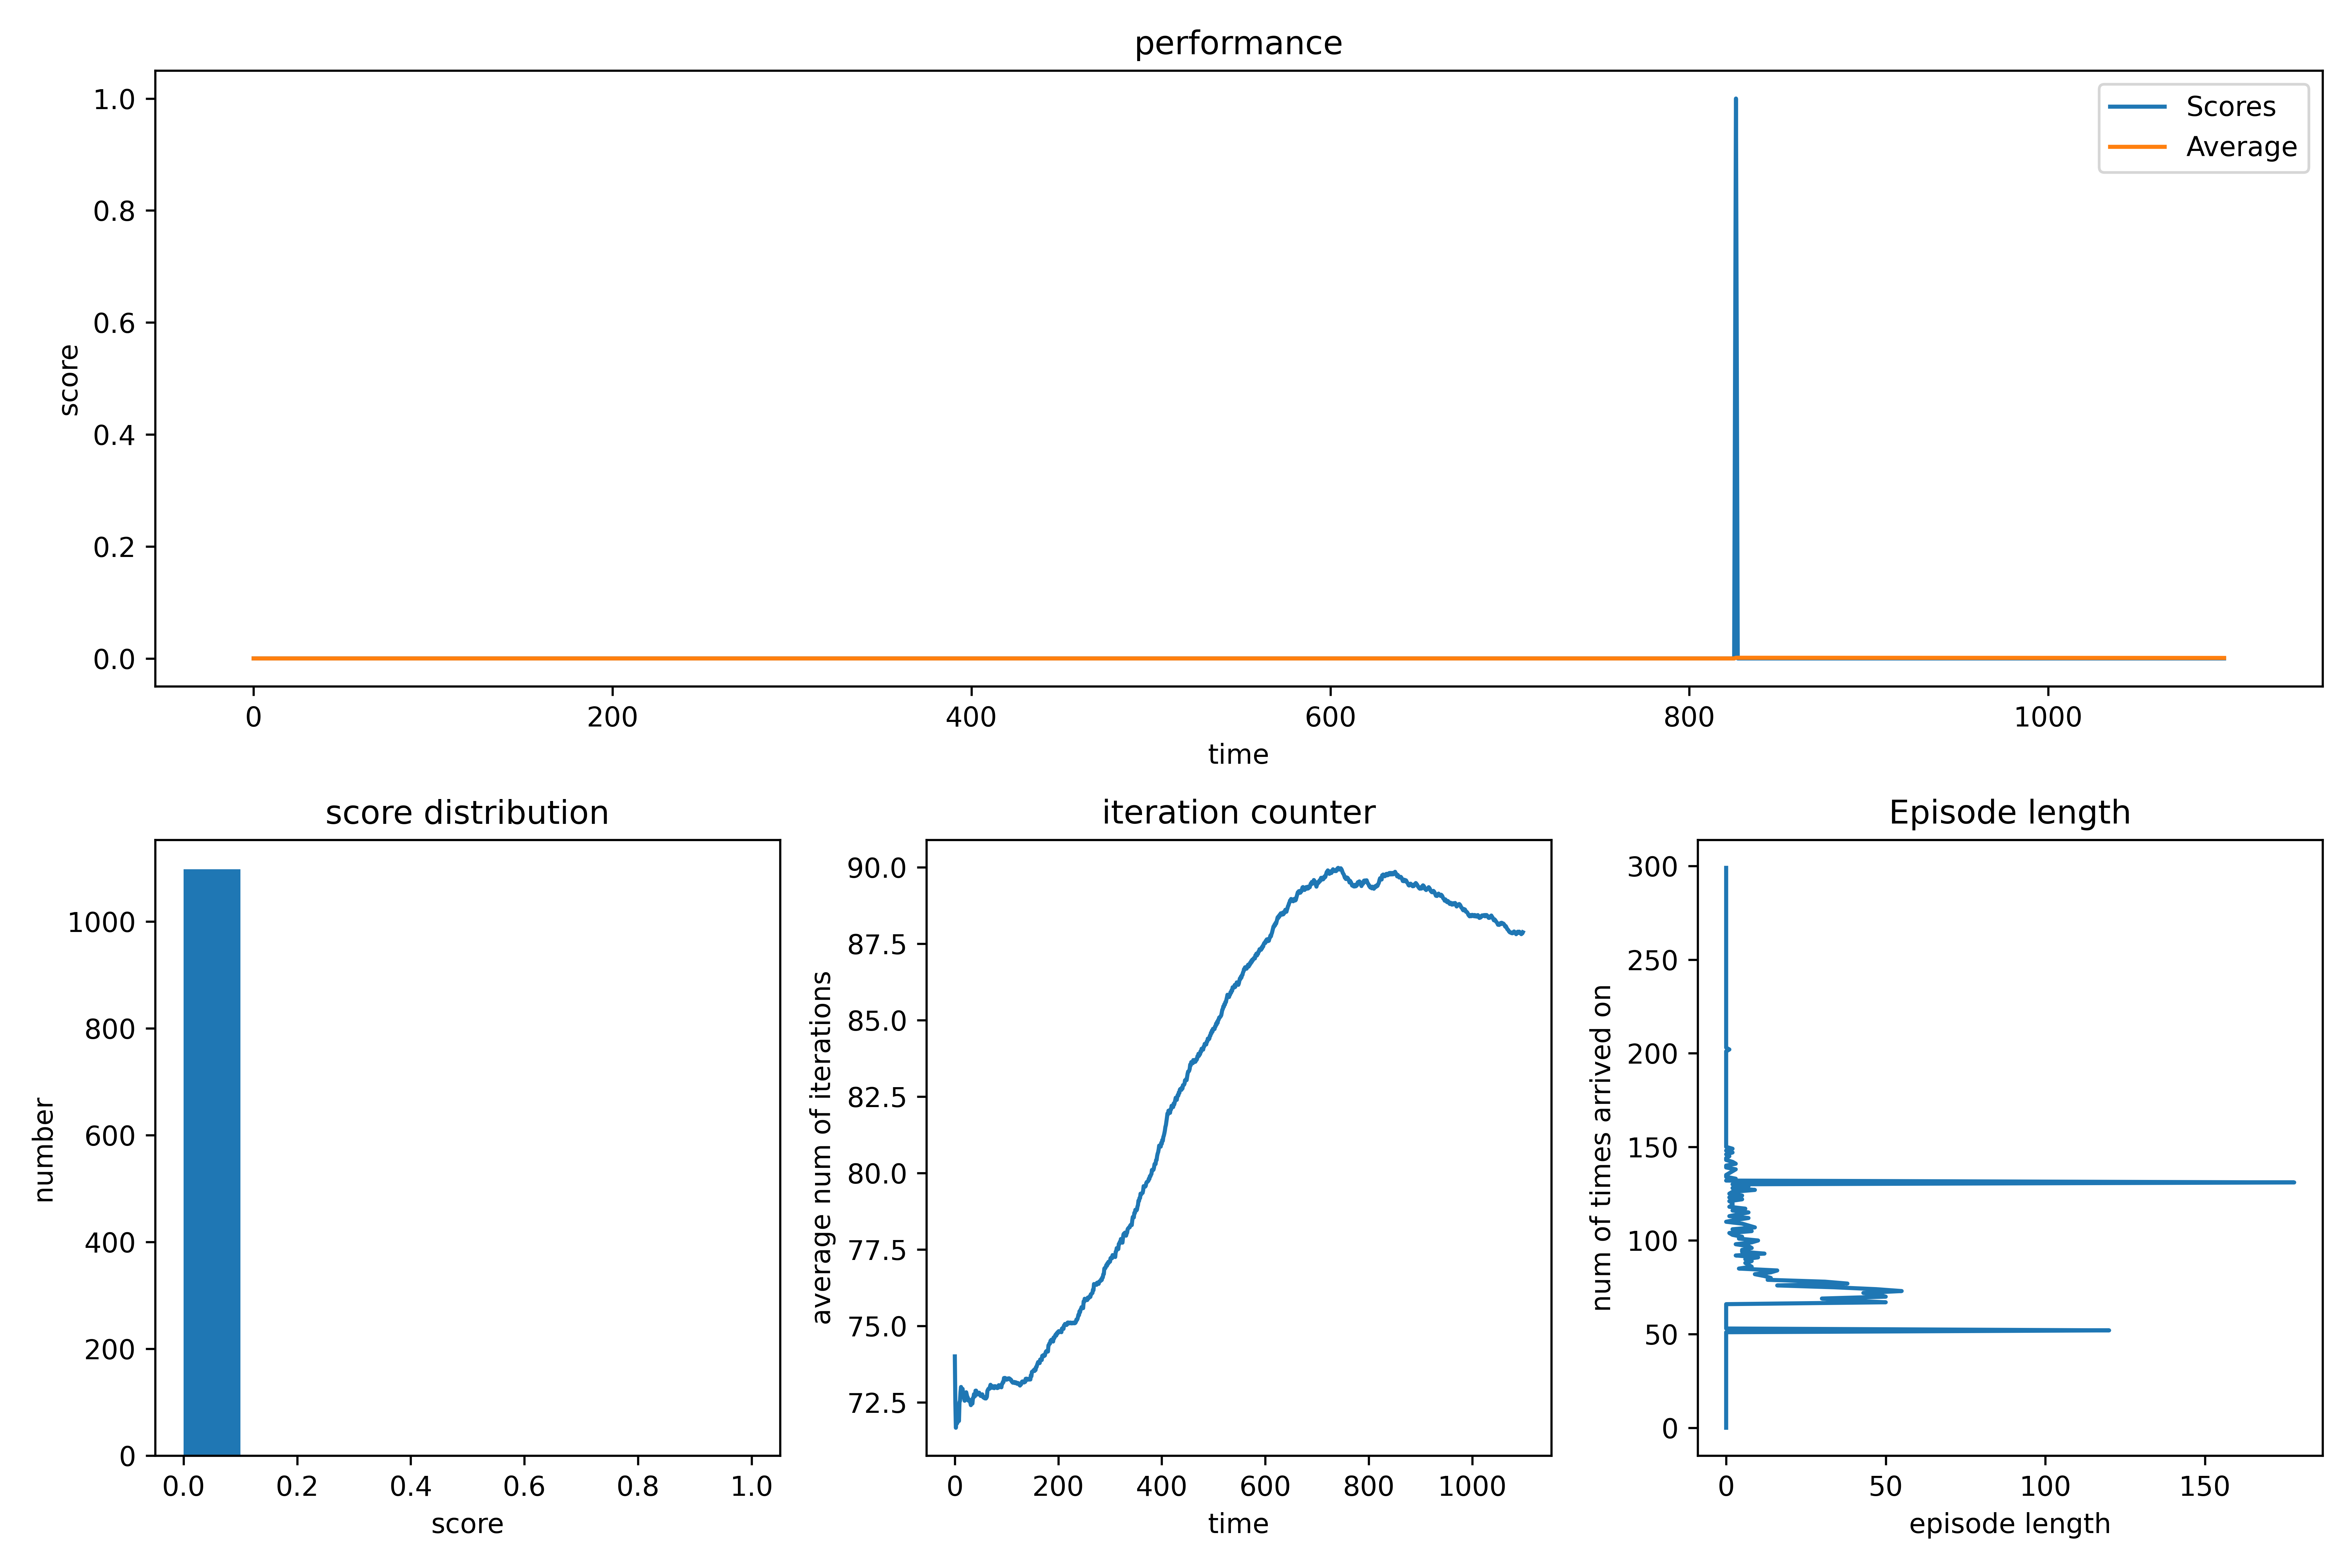 performance
score
1.0
0.8
0.6
0.4
0.2
0.0
Scores
Average
0 200 400 600 800 1000
time
score distribution
number
1000
800
600
400
200
0
0.0 0.2 0.4 0.6 0.8 1.0
score
iteration counter
average num of iterations
90.0
87.5
85.0
82.5
80.0
77.5
75.0
72.5
0 200 400 600 800 1000
time
Episode length
num of times arrived on
300
250
200
150
100
50
0
0 50 100 150
episode length